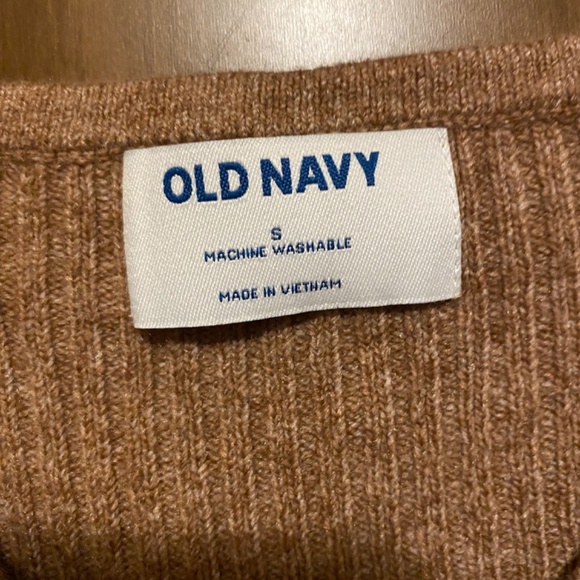 OLD NAVY
S
MACHINE WASHABLE
MADE IN VIETNAM